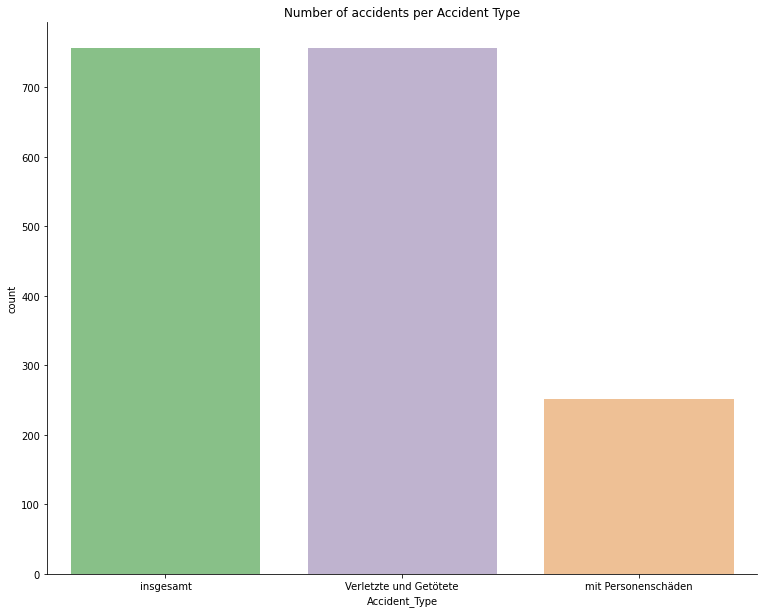 Number of accidents per Accident Type
count
700
600
500
400
300
200
100
0
insgesamt
Verletzte und Getötete
mit Personenschäden
Accident_Type